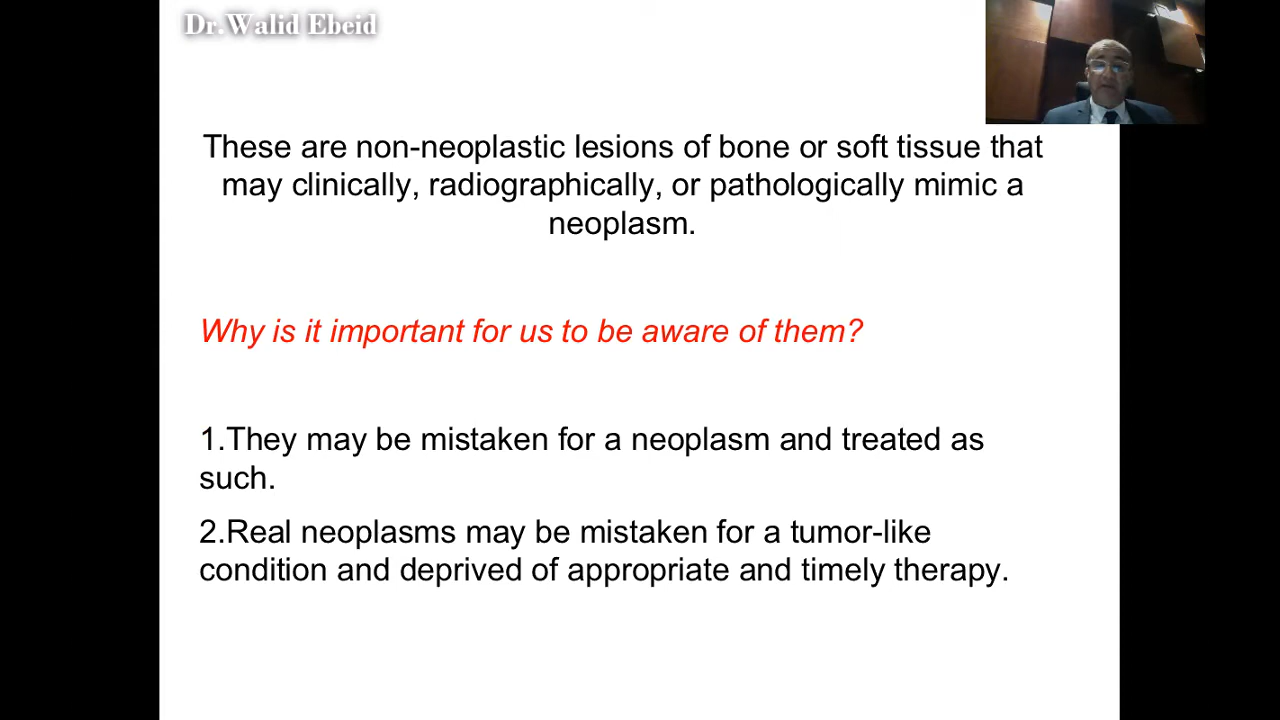 Dr.Walid Ebeid
These are non-neoplastic lesions of bone or soft tissue that
may clinically, radiographically, or pathologically mimic a
neoplasm.
Why is it important for us to be aware of them?
1.They may be mistaken for a neoplasm and treated as
such.
2.Real neoplasms may be mistaken for a tumor-like
condition and deprived of appropriate and timely therapy.